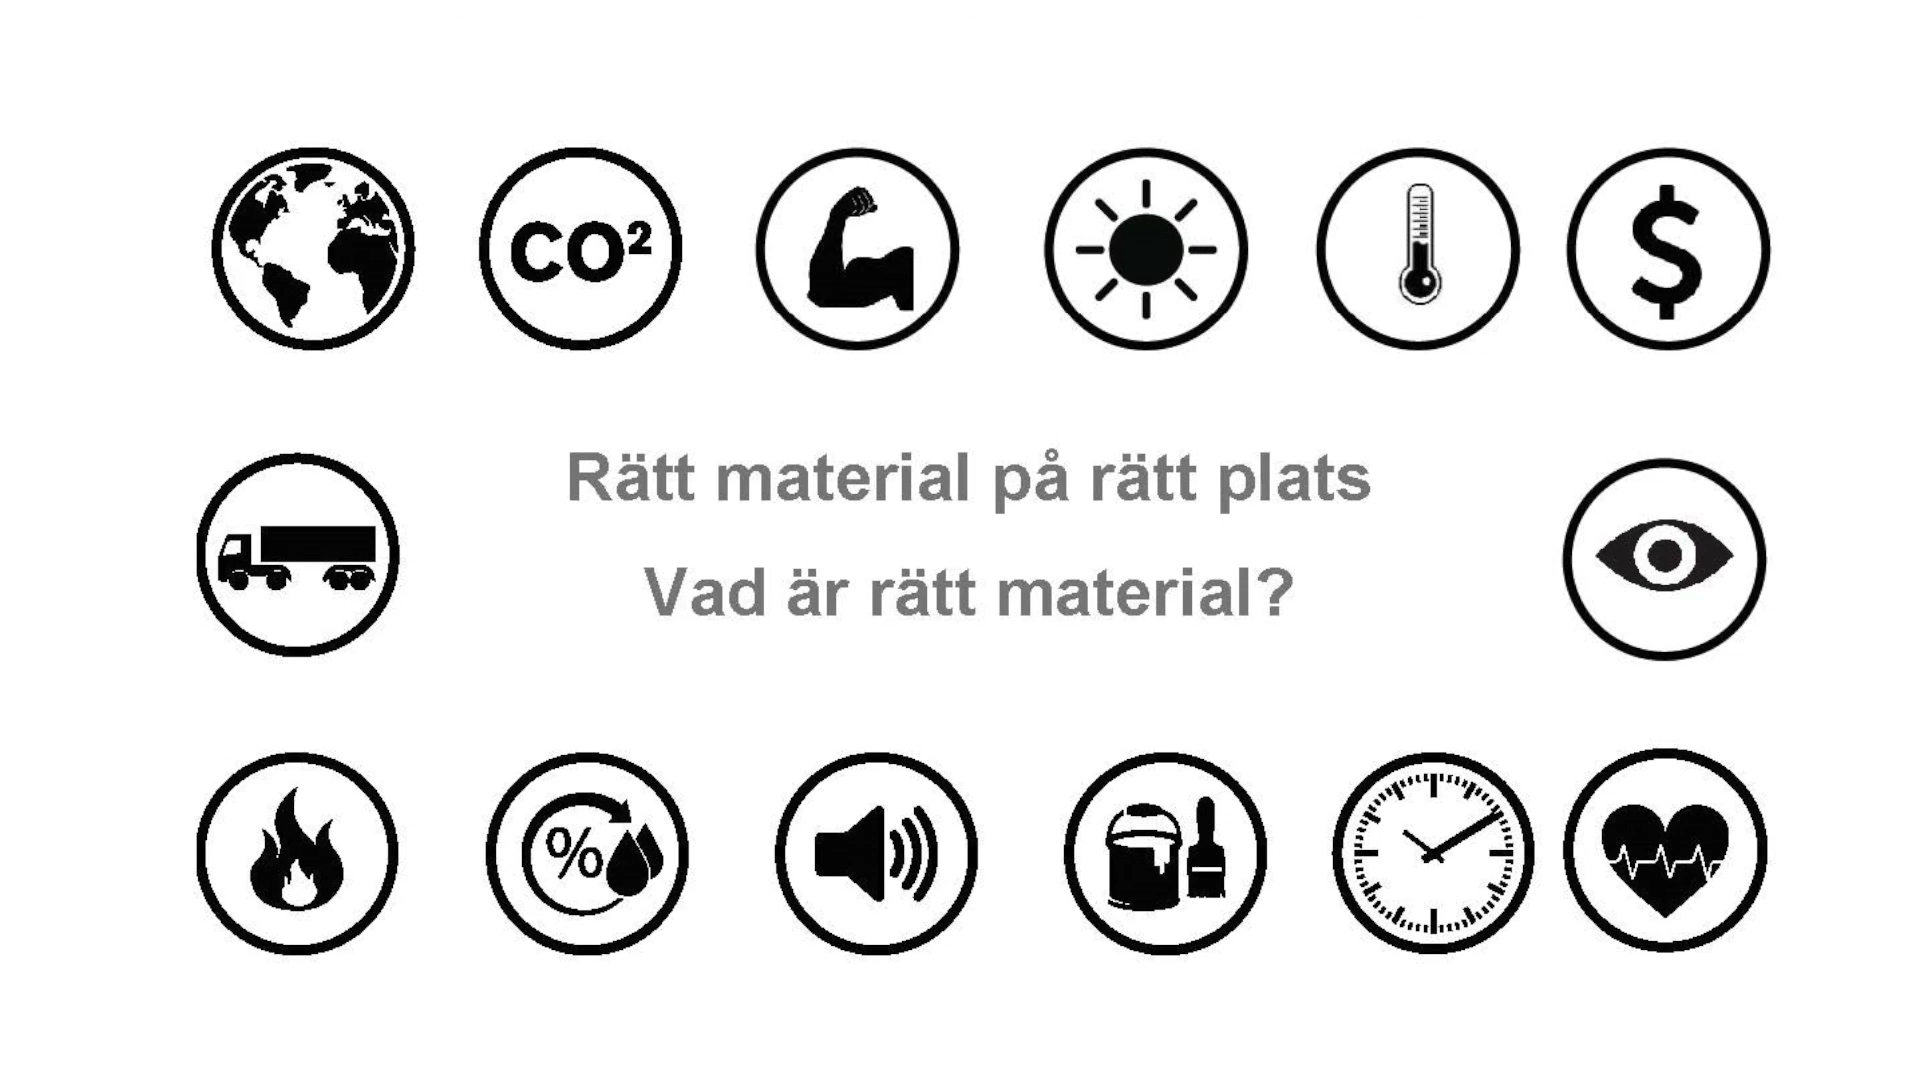 CO²
$
Rätt material på rätt plats
Vad är rätt material?
%